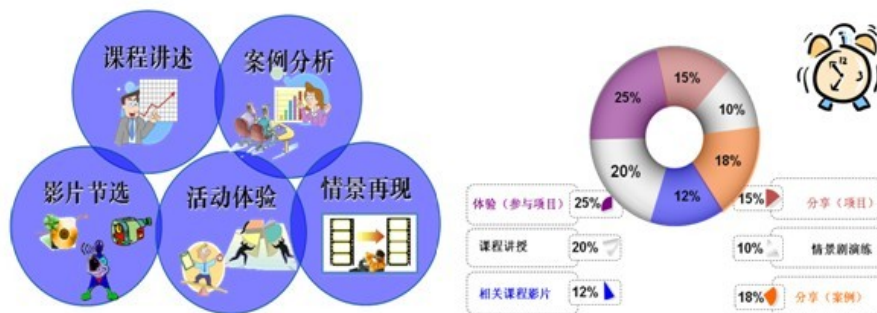 课程讲述
案例分析
影片节选
活动体验
情景再现
15%
25%
10%
18%
20%
12%
体验（参与项目）
25%
15%
分享（项目）
课程讲授
20%
10%
情景剧演练
相关课程影片
12%
18%
分享（案例）